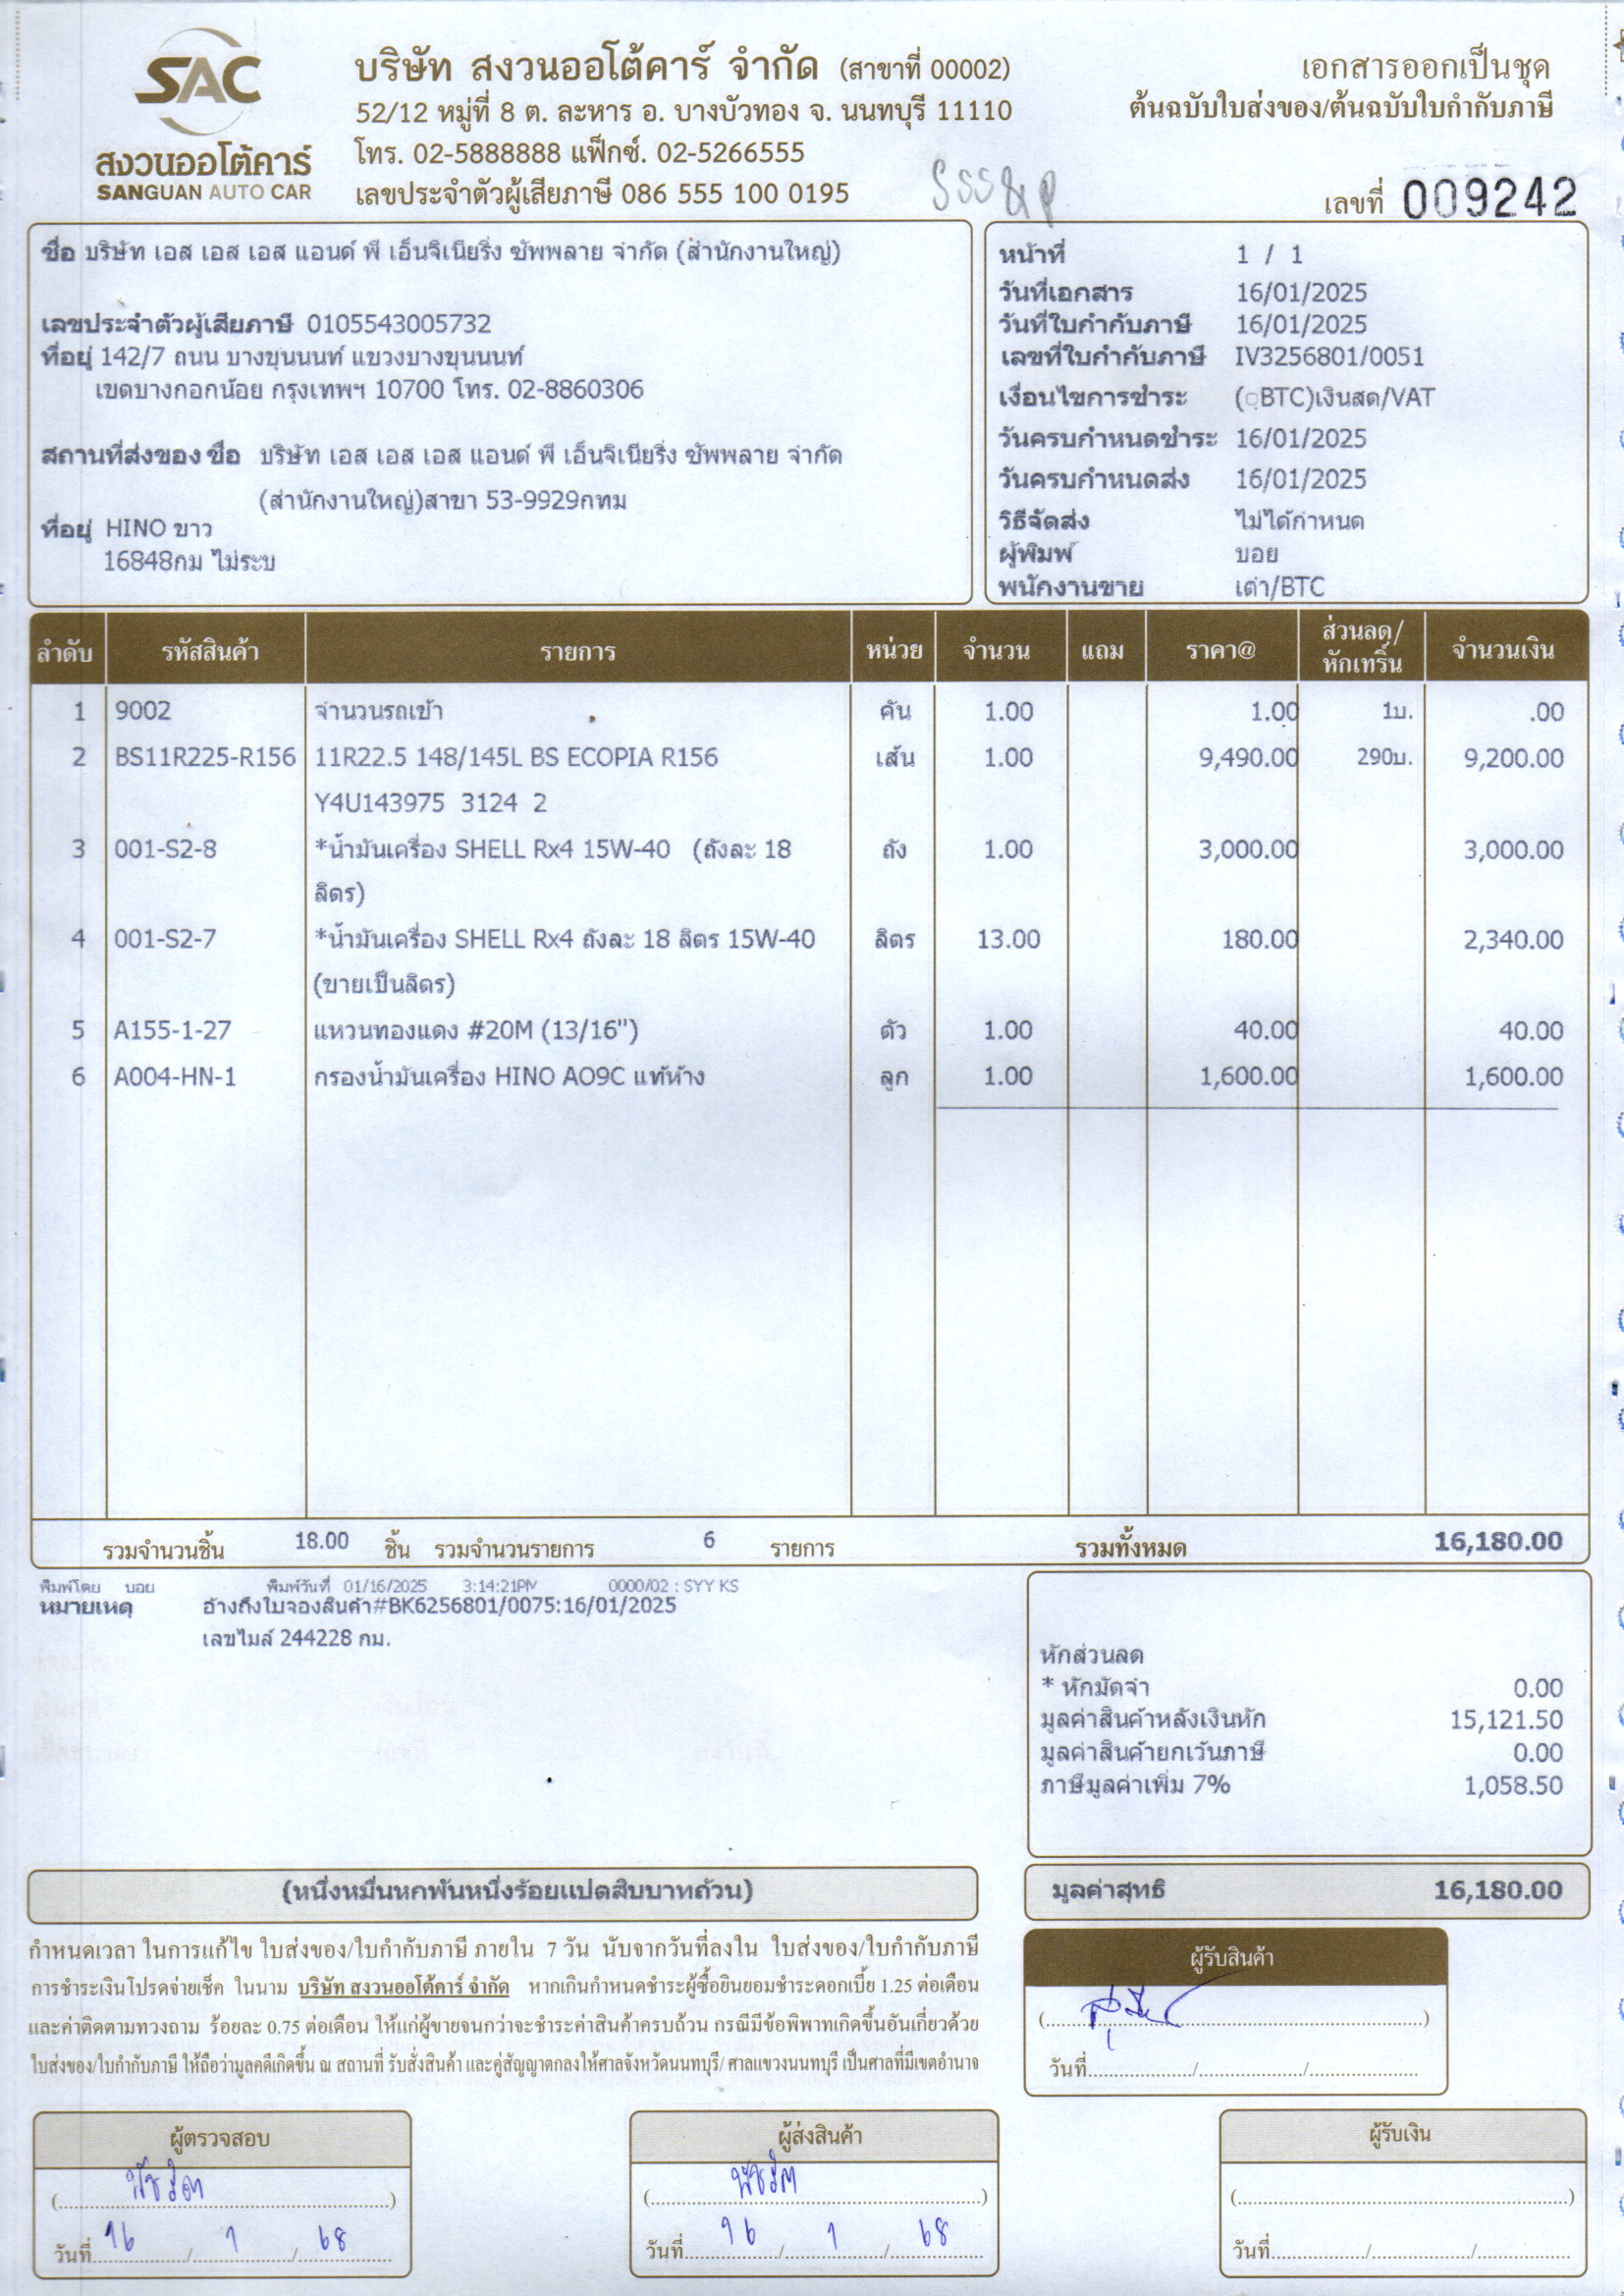 SAC
สงวนออโต้คาร์
SANGUAN AUTO CAR
บริษัท สงวนออโต้คาร์ จำกัด (สาขาที่ 00002)
52/12 หมู่ที่ 8 ต. ละหาร อ. บางบัวทอง จ. นนทบุรี 11110
โทร. 02-5888888 แฟ็กซ์. 02-5266555
เลขประจำตัวผู้เสียภาษี 086 555 100 0195
SSS&P
เอกสารออกเป็นชุด
ต้นฉบับใบส่งของ/ต้นฉบับใบกำกับภาษี
เลขที่ 009242
ชื่อ บริษัท เอส เอส เอส แอนด์ พี เอ็นจิเนียริ่ง ซัพพลาย จำกัด (สำนักงานใหญ่)
เลขประจำตัวผู้เสียภาษี 0105543005732
ที่อยู่ 142/7 ถนน บางขุนนนท์ แขวงบางขุนนนท์
เขตบางกอกน้อย กรุงเทพฯ 10700 โทร. 02-8860306
สถานที่ส่งของ ชื่อ บริษัท เอส เอส เอส แอนด์ พี เอ็นจิเนียริ่ง ซัพพลาย จำกัด
(สำนักงานใหญ่)สาขา 53-9929กทม
ที่อยู่ HINO ขาว
16848กม ไม่ระบ
หน้าที่ 1 / 1
วันที่เอกสาร 16/01/2025
วันที่ใบกำกับภาษี 16/01/2025
เลขที่ใบกำกับภาษี IV3256801/0051
เงื่อนไขการชำระ (ฺBTC)เงินสด/VAT
วันครบกำหนดชำระ 16/01/2025
วันครบกำหนดส่ง 16/01/2025
วิธีจัดส่ง ไม่ได้กำหนด
ผู้พิมพ์ บอย
พนักงานขาย เต่า/BTC
ลำดับ รหัสสินค้า รายการ หน่วย จำนวน แถม ราคา@ ส่วนลด/ จำนวนเงิน
หักเทริ์น
1 9002 จำนวนรถเข้า คัน 1.00 1.00 1บ. .00
2 BS11R225-R156 11R22.5 148/145L BS ECOPIA R156 เส้น 1.00 9,490.00 290บ. 9,200.00
Y4U143975 3124 2
3 001-S2-8 *น้ำมันเครื่อง SHELL Rx4 15W-40 (ถังละ 18 ถัง 1.00 3,000.00 3,000.00
ลิตร)
4 001-S2-7 *น้ำมันเครื่อง SHELL Rx4 ถังละ 18 ลิตร 15W-40 ลิตร 13.00 180.00 2,340.00
(ขายเป็นลิตร)
5 A155-1-27 แหวนทองแดง #20M (13/16") ตัว 1.00 40.00 40.00
6 A004-HN-1 กรองน้ำมันเครื่อง HINO AO9C แท้ห้าง ลูก 1.00 1,600.00 1,600.00
รวมจำนวนชิ้น 18.00 ชิ้น รวมจำนวนรายการ 6 รายการ รวมทั้งหมด 16,180.00
พิมพ์โดย บอย พิมพ์วันที่ 01/16/2025 3:14:21PM 0000/02 : SYY KS
หมายเหตุ อ้างถึงใบจองสินค้า#BK6256801/0075:16/01/2025
เลขไมล์ 244228 กม.
หักส่วนลด
* หักมัดจำ 0.00
มูลค่าสินค้าหลังเงินหัก 15,121.50
มูลค่าสินค้ายกเว้นภาษี 0.00
ภาษีมูลค่าเพิ่ม 7% 1,058.50
(หนึ่งหมื่นหกพันหนึ่งร้อยแปดสิบบาทถ้วน)
มูลค่าสุทธิ 16,180.00
กำหนดเวลา ในการแก้ไข ใบส่งของ/ใบกำกับภาษี ภายใน 7 วัน นับจากวันที่ลงใน ใบส่งของ/ใบกำกับภาษี
การชำระเงินโปรดจ่ายเช็ค ในนาม บริษัท สงวนออโต้คาร์ จำกัด หากเกินกำหนดชำระผู้ซื้อยินยอมชำระดอกเบี้ย 1.25 ต่อเดือน
และค่าติดตามทวงถาม ร้อยละ 0.75 ต่อเดือน ให้แก่ผู้ขายจนกว่าจะชำระค่าสินค้าครบถ้วน กรณีมีข้อพิพาทเกิดขึ้นอันเกี่ยวด้วย
ใบส่งของ/ใบกำกับภาษี ให้ถือว่ามูลคดีเกิดขึ้น ณ สถานที่ รับสั่งสินค้า และคู่สัญญาตกลงให้ศาลจังหวัดนนทบุรี/ ศาลแขวงนนทบุรี เป็นศาลที่มีเขตอำนาจ
ผู้รับสินค้า
วันที่
ผู้ตรวจสอบ
วันที่ 16 / 1 / 68
ผู้ส่งสินค้า
วันที่ 16 / 1 / 68
ผู้รับเงิน
วันที่